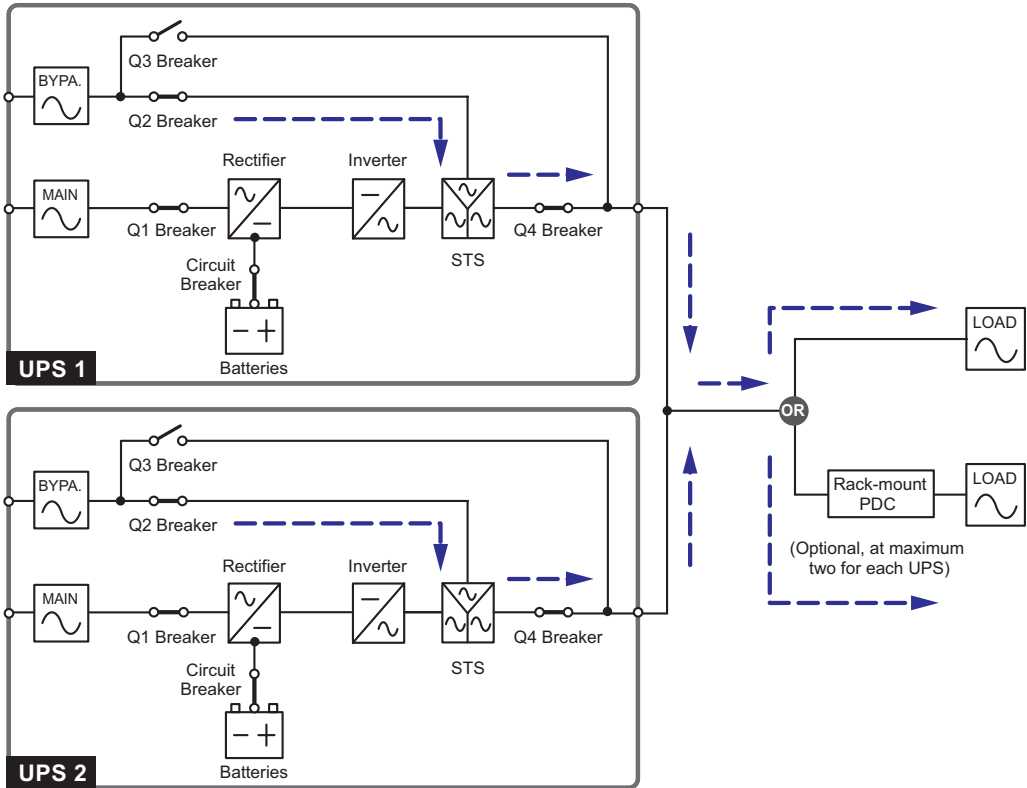 Q3 Breaker
BYPA.
Q2 Breaker
Rectifier
Inverter
MAIN
Q1 Breaker
Q4 Breaker
STS
Circuit
Breaker
Batteries
UPS 1
LOAD
OR
Q3 Breaker
BYPA.
Q2 Breaker
Rectifier
Inverter
MAIN
Q1 Breaker
Q4 Breaker
STS
Circuit
Breaker
Batteries
UPS 2
Rack-mount
PDC
LOAD
(Optional, at maximum
two for each UPS)